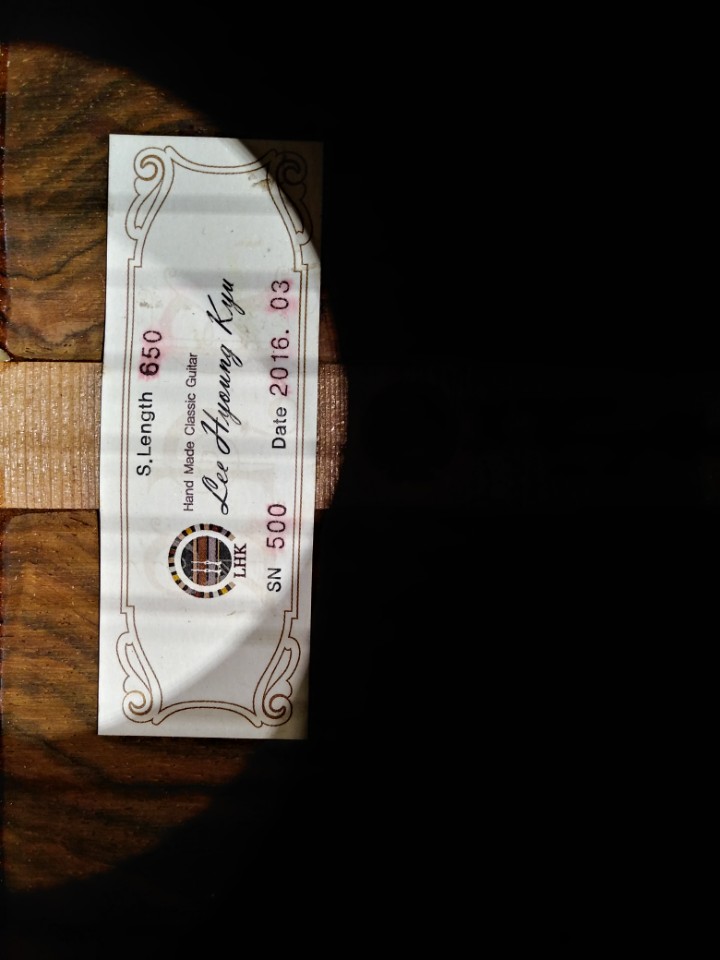 S.Length 650
Hand Made Classic Guitar
Lee Hyoung Kyu
LHK
SN 500 Date 2016. 03